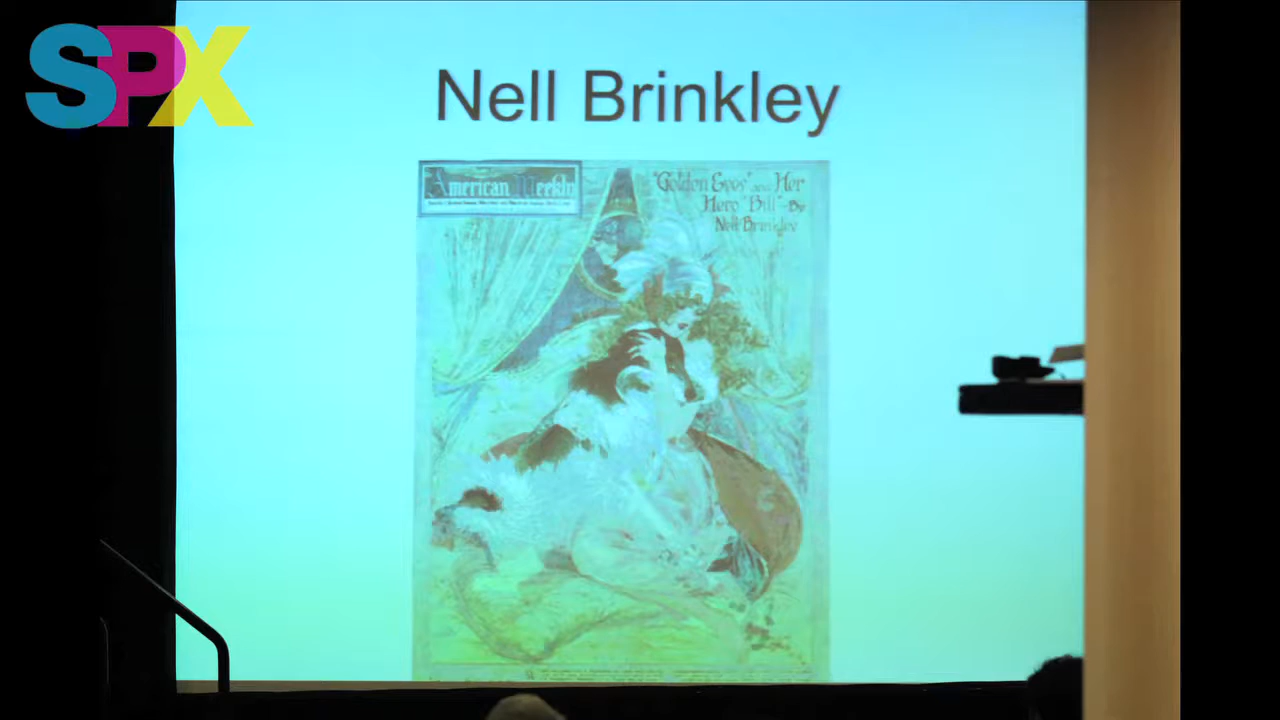 SPX
Nell Brinkley
American Weekly
"Golden Eyes" and Her
Hero "Bill"-By
Nell Brinkley